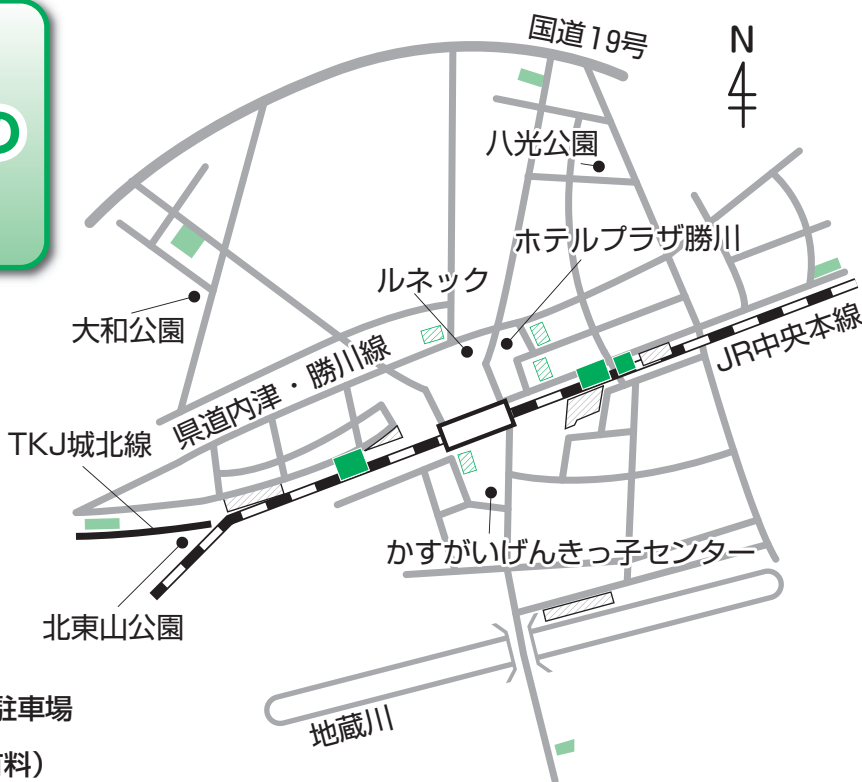 国道19号
N
八光公園
ホテルプラザ勝川
ルネック
大和公園
JR中央本線
県道内津・勝川線
TKJ城北線
かすがいげんきっ子センター
北東山公園
駐車場
地蔵川
有料）